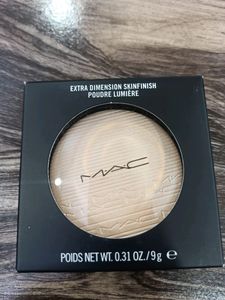 EXTRA DIMENSION SKINFINISH
POUDRE LUMIÈRE
MAC
POIDS NET WT. 0.31 OZ./9g ℮